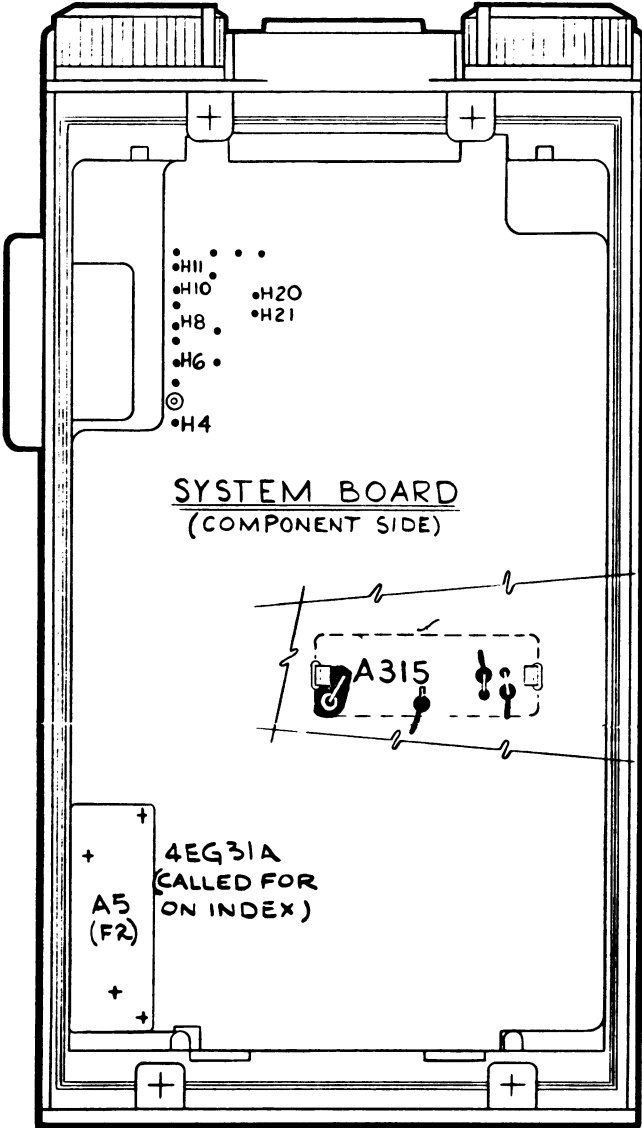 H11
H10
H20
H21
H8
H6
H4
SYSTEM BOARD
(COMPONENT SIDE)
A315
4EG31A
(CALLED FOR
ON INDEX)
A5
(F2)